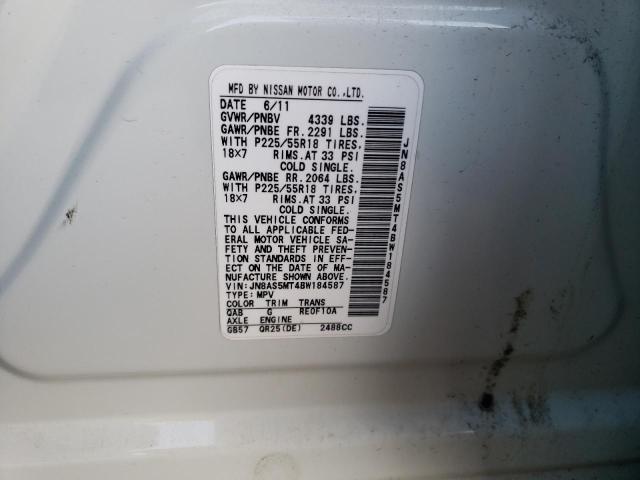 MFD BY NISSAN MOTOR CO.,LTD.
DATE 6/11
GVWR/PNBV 4339 LBS.
GAWR/PNBE FR. 2291 LBS.
WITH P225/55R18 TIRES.
18X7 RIMS.AT 33 PSI
COLD SINGLE.
GAWR/PNBE RR. 2064 LBS.
WITH P225/55R18 TIRES.
18X7 RIMS.AT 33 PSI
COLD SINGLE.
THIS VEHICLE CONFORMS
TO ALL APPLICABLE FED-
ERAL MOTOR VEHICLE SA-
FETY AND THEFT PREVEN-
TION STANDARDS IN EFF-
ECT ON THE DATE OF MA-
NUFACTURE SHOWN ABOVE.
VIN: JN8AS5MT4BW184587
TYPE: MPV
COLOR TRIM TRANS
QAB G RE0F10A
AXLE ENGINE
GB57 QR25(DE) 2488CC
JN8AS5MT4BW184587